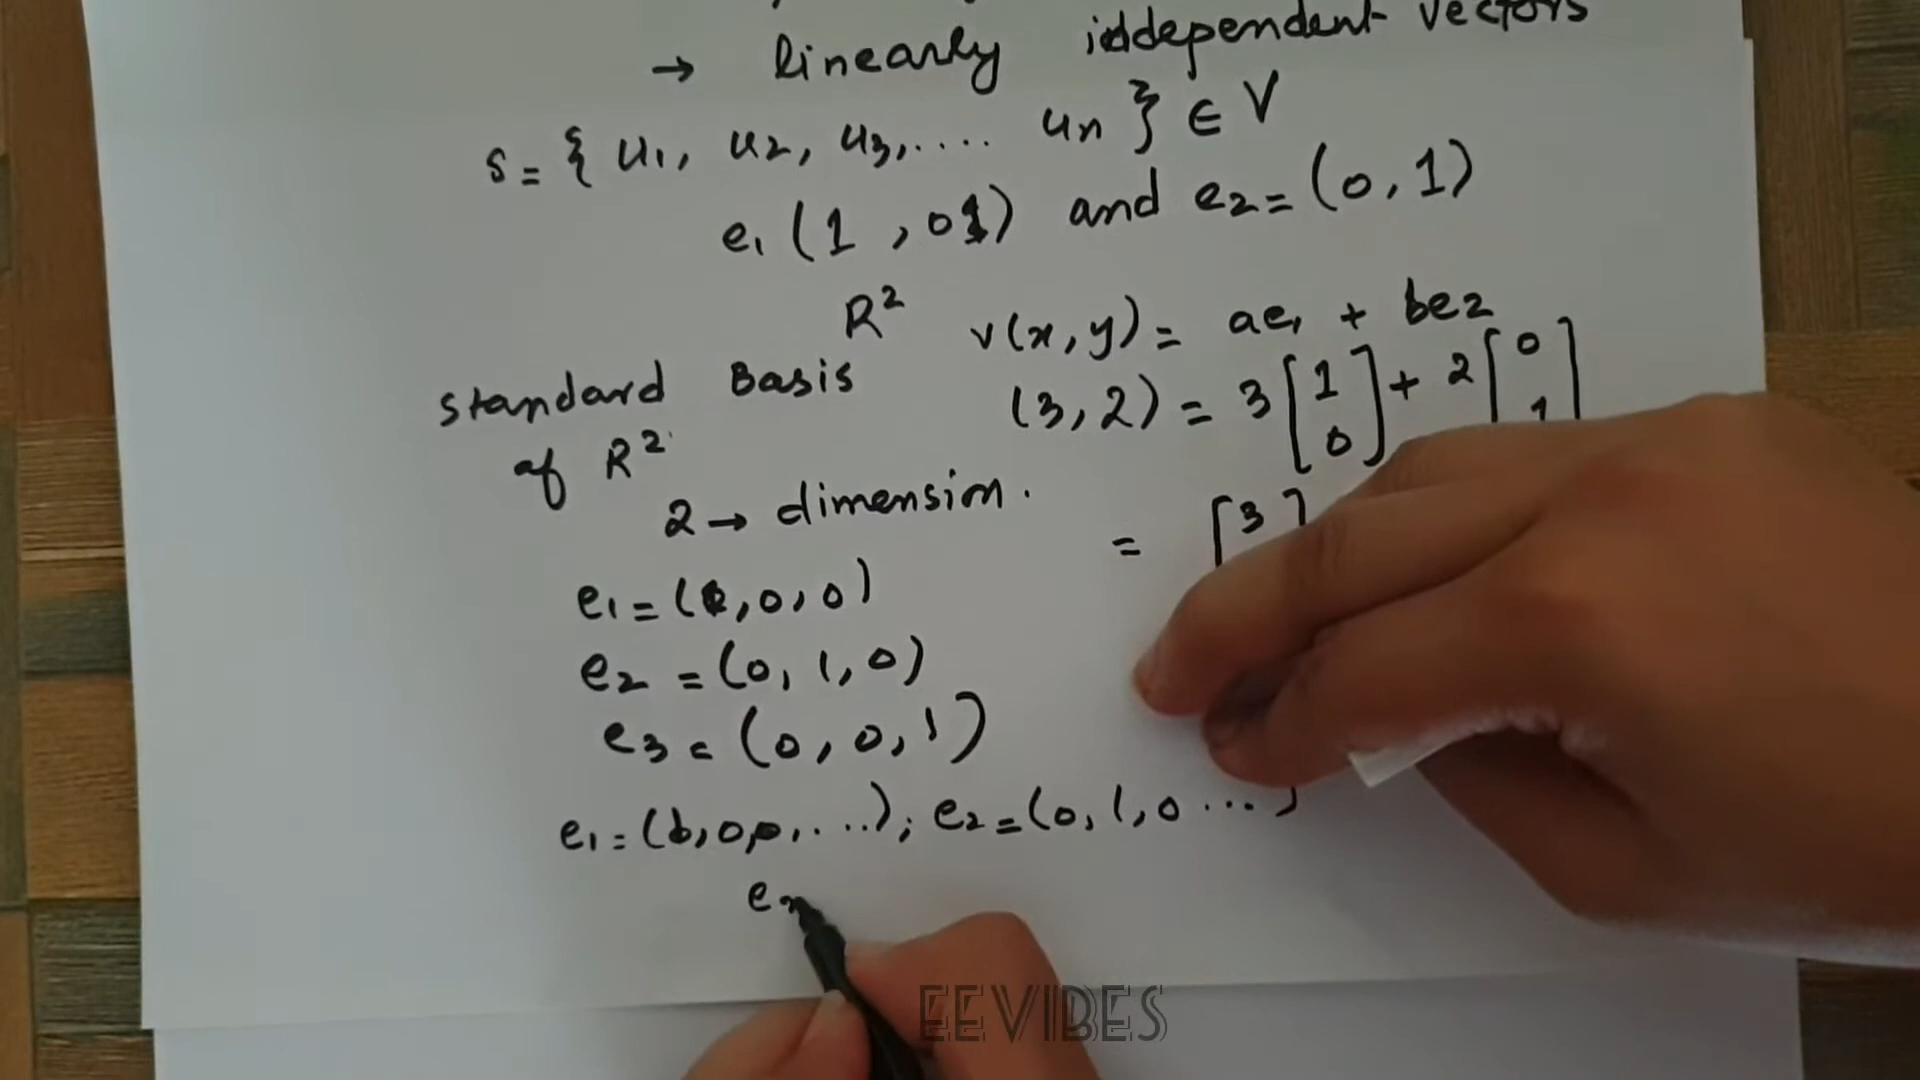 → linearly independent vectors
S = { u1, u2, u3, .... un } ∈ V
e1 (1 , 0) and e2 = (0, 1)
R²
v(x, y) = ae1 + be2
standard Basis
of R²
(3, 2) = 3 [1 0] + 2 [0 1]
2 → dimension.
= [3
e1 = (1, 0, 0)
e2 = (0, 1, 0)
e3 = (0, 0, 1)
e1 = (1, 0, 0, ....); e2 = (0, 1, 0 ... )
en
EEVIBES